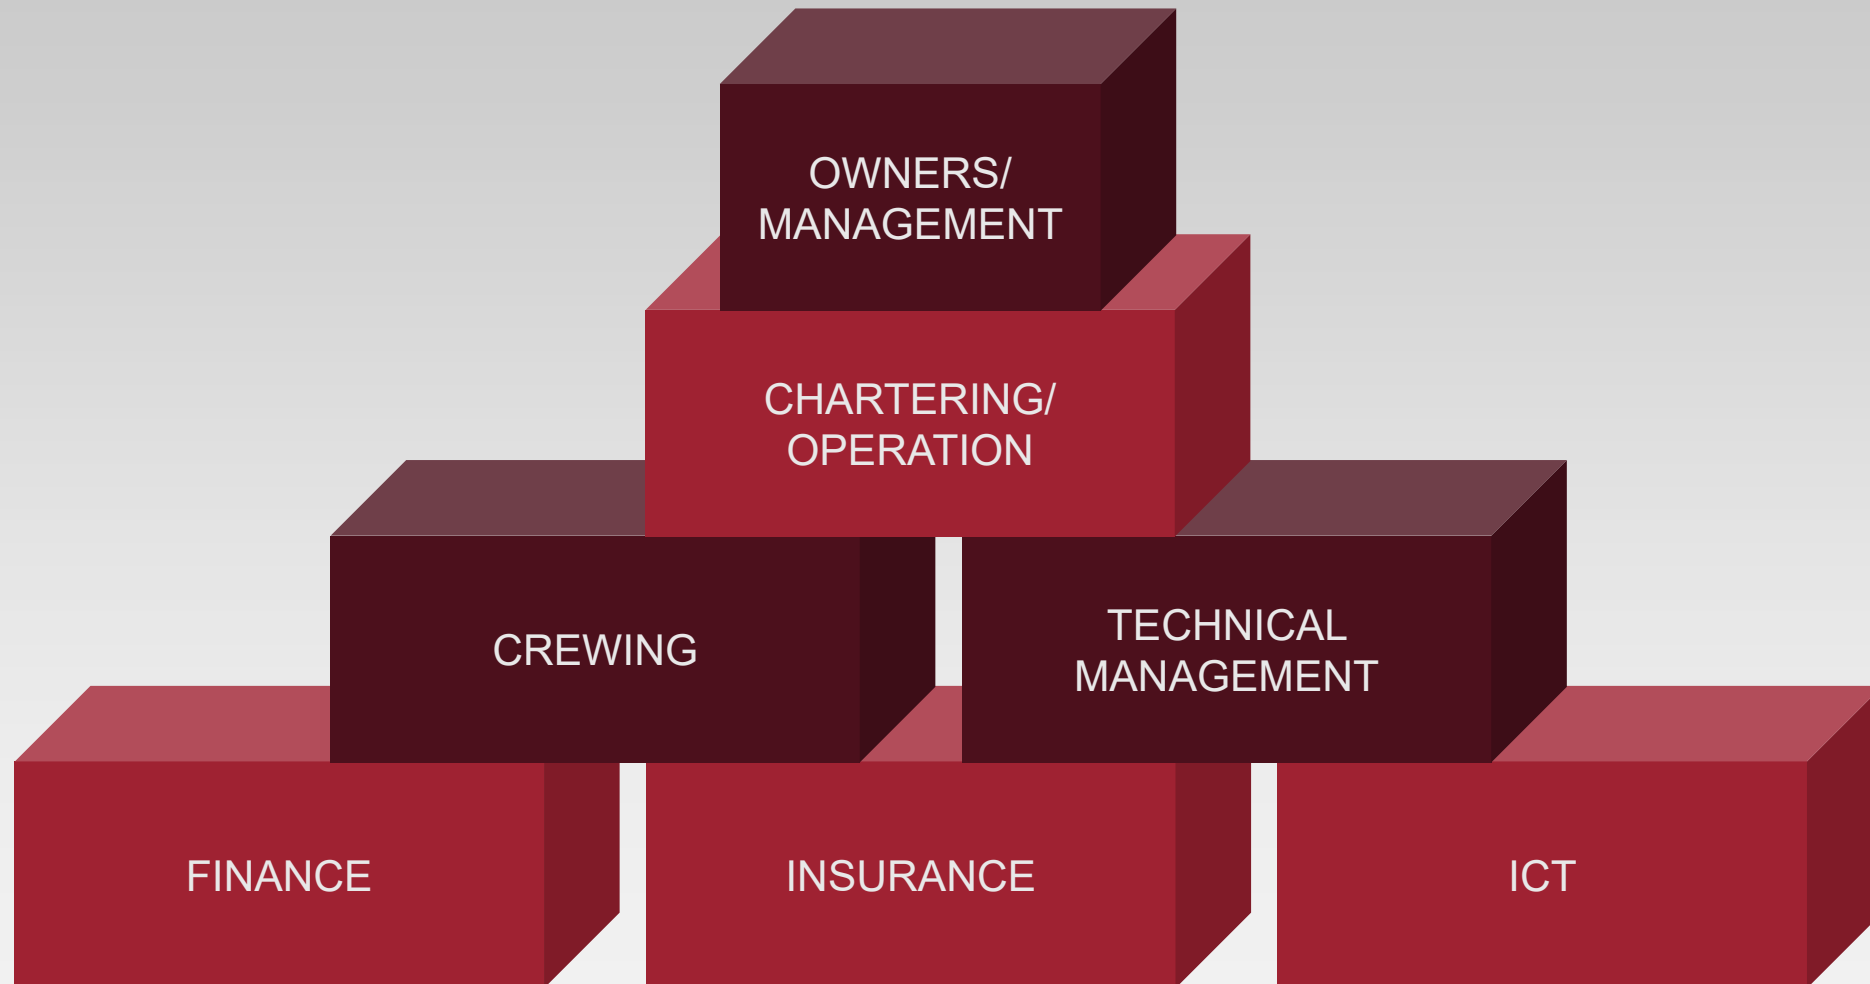 OWNERS/
MANAGEMENT
CHARTERING/
OPERATION
CREWING
TECHNICAL
MANAGEMENT
FINANCE
INSURANCE
ICT